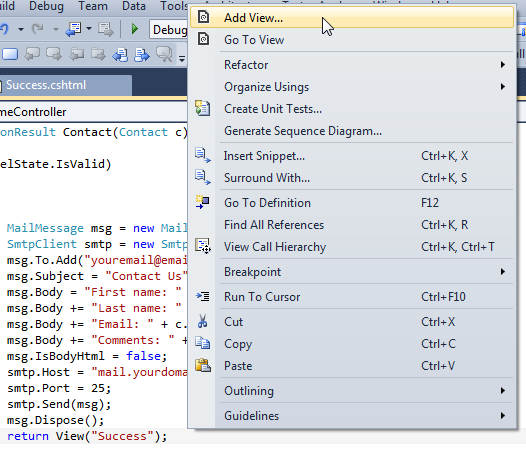 uild Debug Team Data Tools
Debug
Success.cshtml
meController
onResult Contact(Contact c)
elState.IsValid)
MailMessage msg = new Mail
SmtpClient smtp = new Smtp
msg.To.Add("youremail@emai
msg.Subject = "Contact Us"
msg.Body = "First name: "
msg.Body += "Last name: "
msg.Body += "Email: " + c.
msg.Body += "Comments: " +
msg.IsBodyHtml = false;
smtp.Host = "mail.yourdoma
smtp.Port = 25;
smtp.Send(msg);
msg.Dispose();
return View("Success");
Add View...
Go To View
Refactor
Organize Usings
Create Unit Tests...
Generate Sequence Diagram...
Insert Snippet... Ctrl+K, X
Surround With... Ctrl+K, S
Go To Definition F12
Find All References Ctrl+K, R
View Call Hierarchy Ctrl+K, Ctrl+T
Breakpoint
Run To Cursor Ctrl+F10
Cut Ctrl+X
Copy Ctrl+C
Paste Ctrl+V
Outlining
Guidelines